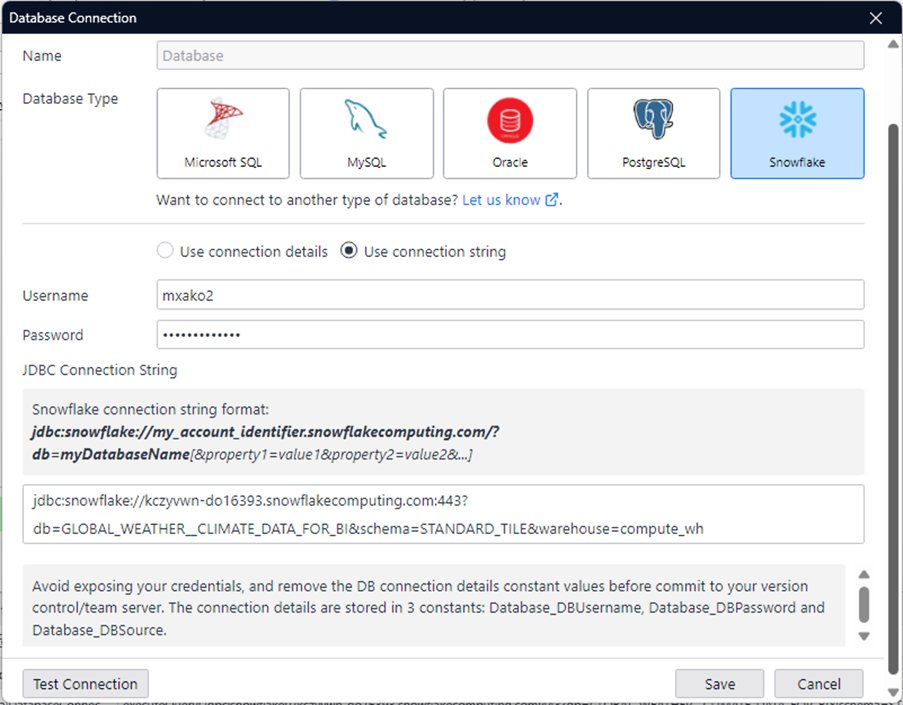 Database Connection
Name
Database
Database Type
Microsoft SQL
MySQL
ORACLE
Oracle
PostgreSQL
Snowflake
Want to connect to another type of database? Let us know.
Use connection details
Use connection string
Username
mxako2
Password
•••••••••••••
JDBC Connection String
Snowflake connection string format:
jdbc:snowflake://my_account_identifier.snowflakecomputing.com/?
db=myDatabaseName[&property1=value1&property2=value2&...]
jdbc:snowflake://kczyvwn-do16393.snowflakecomputing.com:443?
db=GLOBAL_WEATHER__CLIMATE_DATA_FOR_BI&schema=STANDARD_TILE&warehouse=compute_wh
Avoid exposing your credentials, and remove the DB connection details constant values before commit to your version
control/team server. The connection details are stored in 3 constants: Database_DBUsername, Database_DBPassword and
Database_DBSource.
Test Connection
Save
Cancel